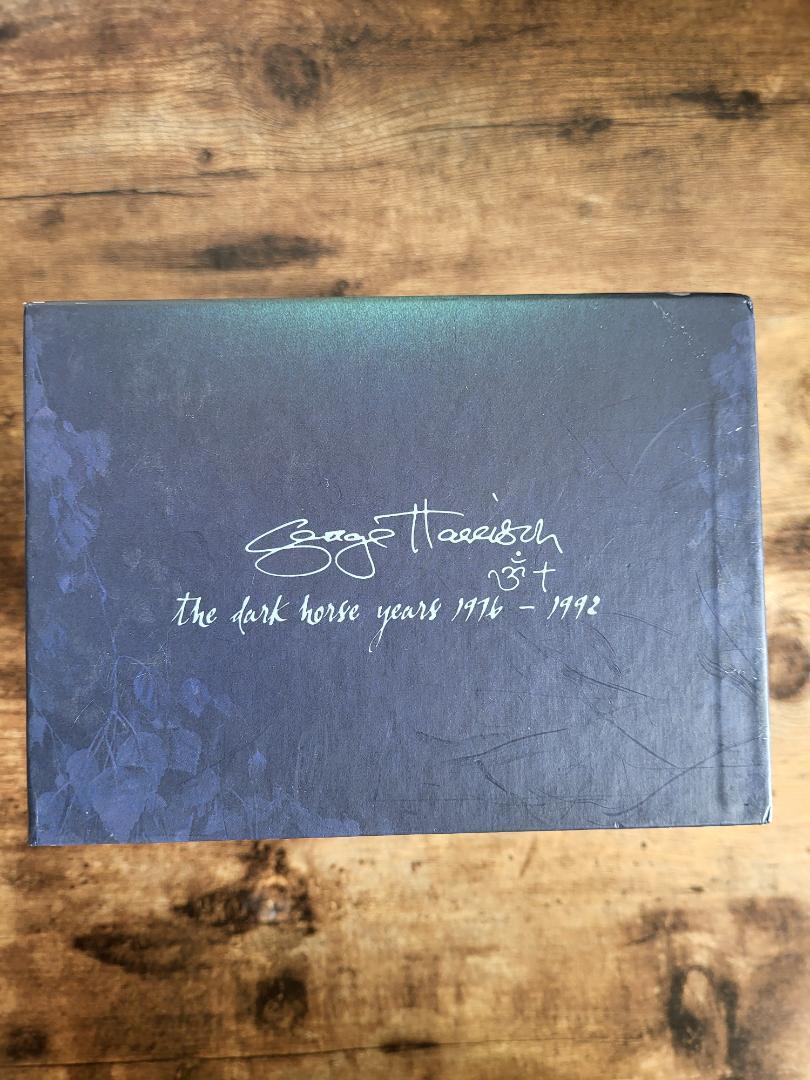 George Harrison
ॐ †
the dark horse years 1976 – 1992